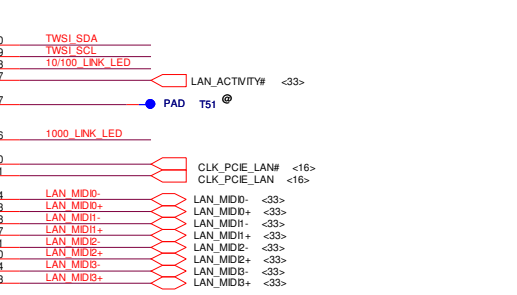 TWSI_SDA
TWSI_SCL
10/100_LINK_LED
LAN_ACTIVITY# <33>
PAD T51 @
1000_LINK_LED
CLK_PCIE_LAN# <16>
CLK_PCIE_LAN <16>
LAN_MIDI0- LAN_MIDI0- <33>
LAN_MIDI0+ LAN_MIDI0+ <33>
LAN_MIDI1- LAN_MIDI1- <33>
LAN_MIDI1+ LAN_MIDI1+ <33>
LAN_MIDI2- LAN_MIDI2- <33>
LAN_MIDI2+ LAN_MIDI2+ <33>
LAN_MIDI3- LAN_MIDI3- <33>
LAN_MIDI3+ LAN_MIDI3+ <33>